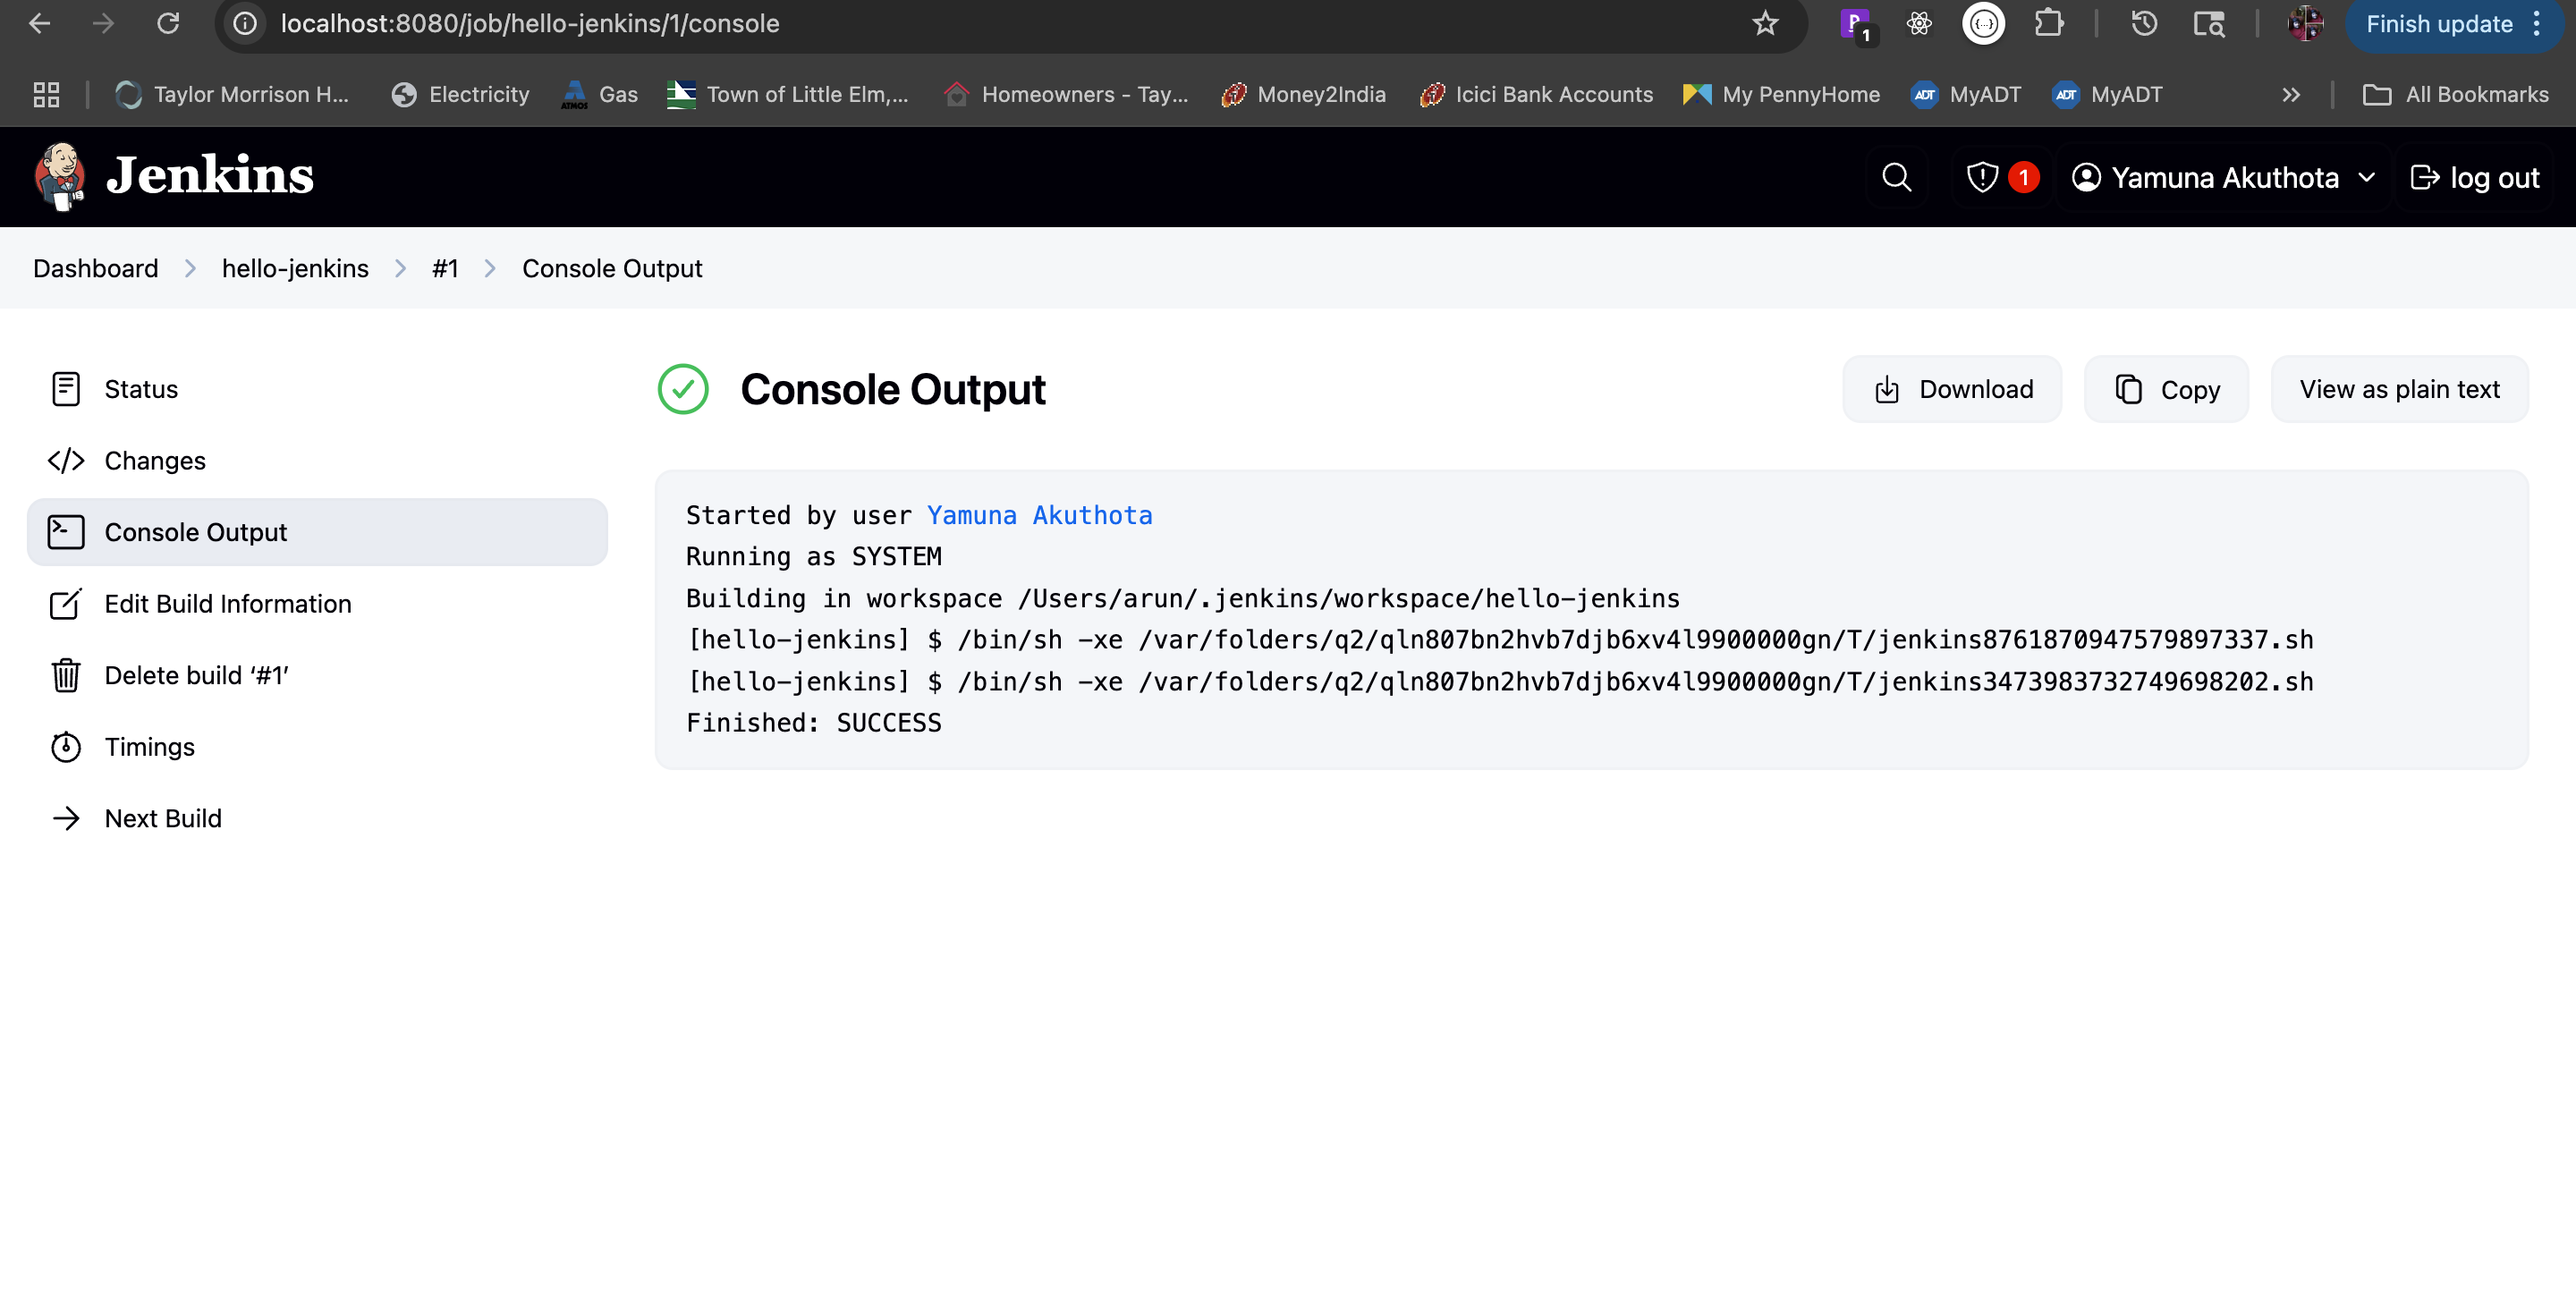 localhost:8080/job/hello-jenkins/1/console
1
Finish update
Taylor Morrison H...
Electricity
ATMOS
Gas
Town of Little Elm,...
Homeowners - Tay...
Money2India
Icici Bank Accounts
My PennyHome
ADT
MyADT
ADT
MyADT
All Bookmarks
Jenkins
1
Yamuna Akuthota
log out
Dashboard
hello-jenkins
#1
Console Output
Status
Changes
Console Output
Edit Build Information
Delete build ‘#1’
Timings
Next Build
Console Output
Download
Copy
View as plain text
Started by user Yamuna Akuthota
Running as SYSTEM
Building in workspace /Users/arun/.jenkins/workspace/hello-jenkins
[hello-jenkins] $ /bin/sh -xe /var/folders/q2/qln807bn2hvb7djb6xv4l9900000gn/T/jenkins8761870947579897337.sh
[hello-jenkins] $ /bin/sh -xe /var/folders/q2/qln807bn2hvb7djb6xv4l9900000gn/T/jenkins3473983732749698202.sh
Finished: SUCCESS